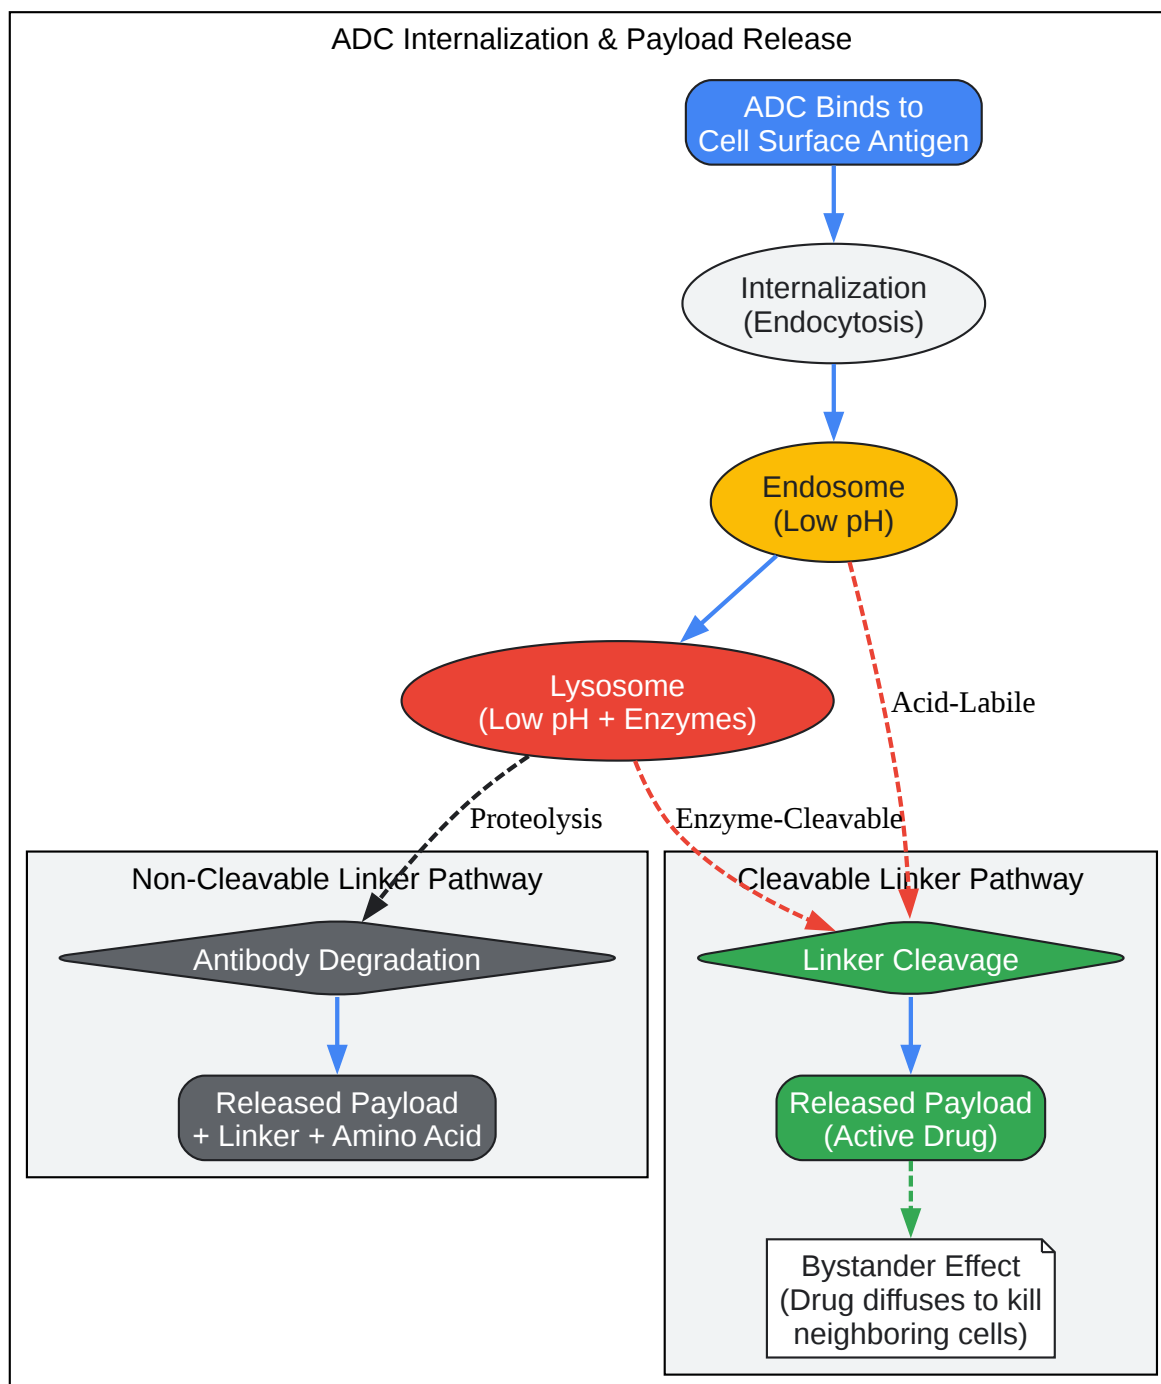 ADC Internalization & Payload Release
ADC Binds to
Cell Surface Antigen
Internalization
(Endocytosis)
Endosome
(Low pH)
Lysosome
(Low pH + Enzymes)
Acid-Labile
Proteolysis
Enzyme-Cleavable
Non-Cleavable Linker Pathway
Antibody Degradation
Released Payload
+ Linker + Amino Acid
Cleavable Linker Pathway
Linker Cleavage
Released Payload
(Active Drug)
Bystander Effect
(Drug diffuses to kill
neighboring cells)